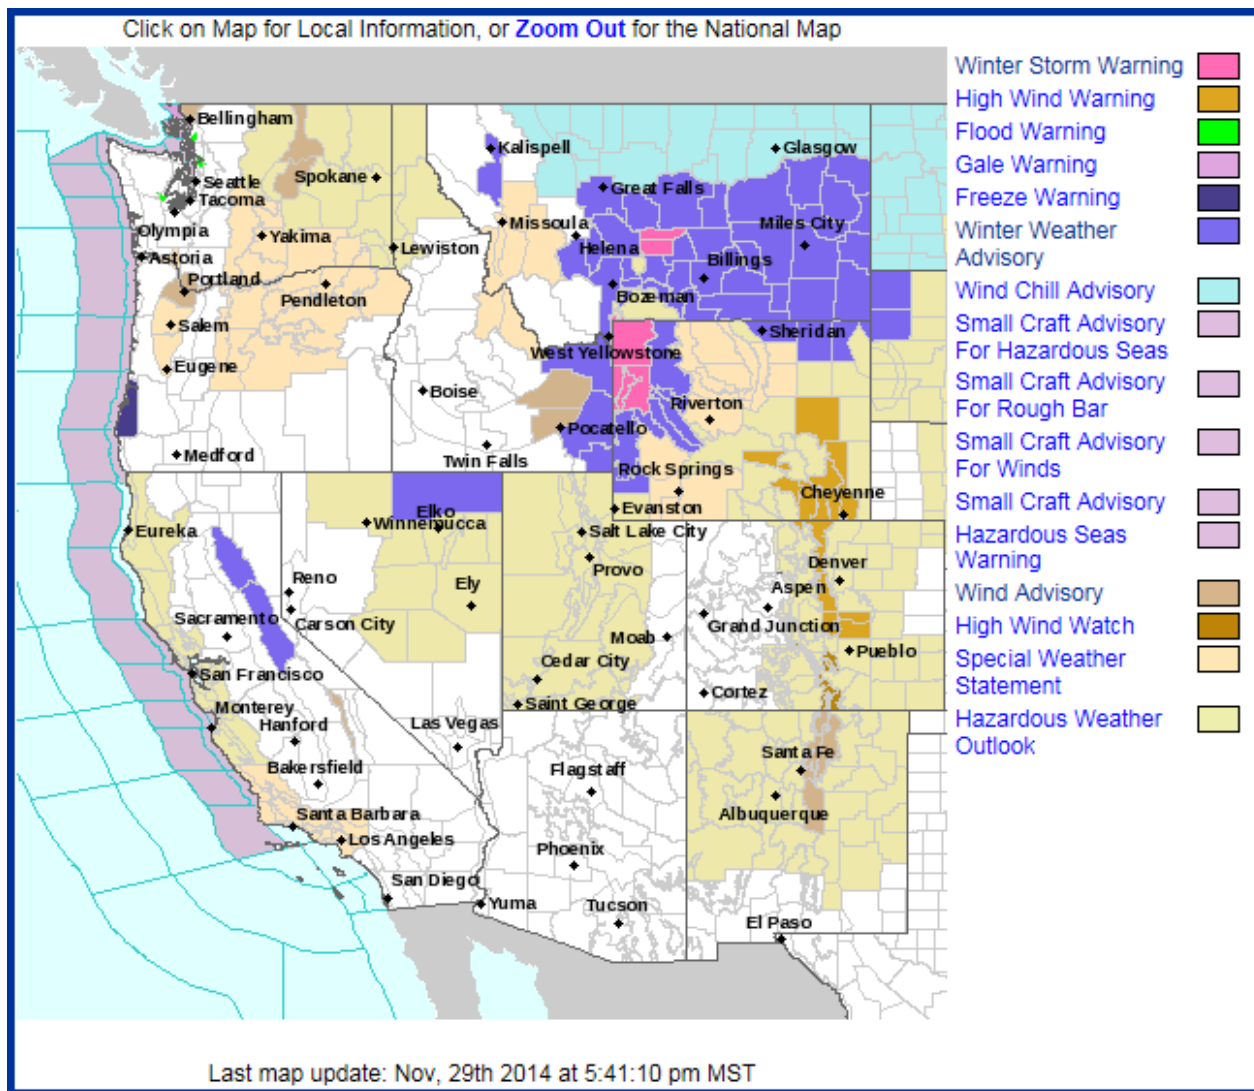 Click on Map for Local Information, or Zoom Out for the National Map
Winter Storm Warning
High Wind Warning
Flood Warning
Gale Warning
Freeze Warning
Winter Weather
Advisory
Wind Chill Advisory
Small Craft Advisory
For Hazardous Seas
Small Craft Advisory
For Rough Bar
Small Craft Advisory
For Winds
Small Craft Advisory
Hazardous Seas
Warning
Wind Advisory
High Wind Watch
Special Weather
Statement
Hazardous Weather
Outlook
Bellingham
Kalispell
Glasgow
Spokane
Seattle
Great Falls
Tacoma
Missoula
Miles City
Olympia
Yakima
Lewiston
Helena
Astoria
Billings
Portland
Pendleton
Bozeman
Salem
Sheridan
West Yellowstone
Eugene
Boise
Riverton
Pocatello
Medford
Twin Falls
Rock Springs
Cheyenne
Elko
Evanston
Winnemucca
Eureka
Salt Lake City
Provo
Denver
Reno
Ely
Aspen
Sacramento
Carson City
Grand Junction
Moab
Pueblo
Cedar City
San Francisco
Cortez
Saint George
Monterey
Hanford
Las Vegas
Santa Fe
Bakersfield
Flagstaff
Albuquerque
Santa Barbara
Los Angeles
Phoenix
San Diego
Yuma
Tucson
El Paso
Last map update: Nov, 29th 2014 at 5:41:10 pm MST